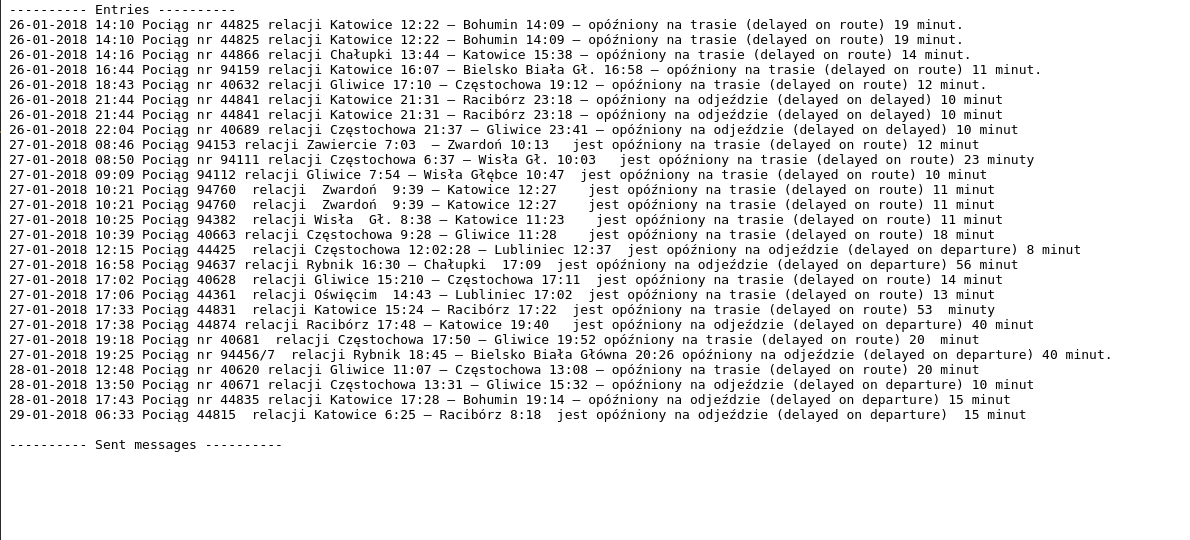 ---------- Entries ----------
26-01-2018 14:10 Pociąg nr 44825 relacji Katowice 12:22 – Bohumin 14:09 – opóźniony na trasie (delayed on route) 19 minut.
26-01-2018 14:10 Pociąg nr 44825 relacji Katowice 12:22 – Bohumin 14:09 – opóźniony na trasie (delayed on route) 19 minut.
26-01-2018 14:16 Pociąg nr 44866 relacji Chałupki 13:44 – Katowice 15:38 – opóźniony na trasie (delayed on route) 14 minut.
26-01-2018 16:44 Pociąg nr 94159 relacji Katowice 16:07 – Bielsko Biała Gł. 16:58 – opóźniony na trasie (delayed on route) 11 minut.
26-01-2018 18:43 Pociąg nr 40632 relacji Gliwice 17:10 – Częstochowa 19:12 – opóźniony na trasie (delayed on route) 12 minut.
26-01-2018 21:44 Pociąg nr 44841 relacji Katowice 21:31 – Racibórz 23:18 – opóźniony na odjeździe (delayed on delayed) 10 minut
26-01-2018 21:44 Pociąg nr 44841 relacji Katowice 21:31 – Racibórz 23:18 – opóźniony na odjeździe (delayed on delayed) 10 minut
26-01-2018 22:04 Pociąg nr 40689 relacji Częstochowa 21:37 – Gliwice 23:41 – opóźniony na odjeździe (delayed on delayed) 10 minut
27-01-2018 08:46 Pociąg 94153 relacji Zawiercie 7:03  – Zwardoń 10:13   jest opóźniony na trasie (delayed on route) 12 minut
27-01-2018 08:50 Pociąg nr 94111 relacji Częstochowa 6:37 – Wisła Gł. 10:03   jest opóźniony na trasie (delayed on route) 23 minuty
27-01-2018 09:09 Pociąg 94112 relacji Gliwice 7:54 – Wisła Głębce 10:47  jest opóźniony na trasie (delayed on route) 10 minut
27-01-2018 10:21 Pociąg 94760  relacji  Zwardoń  9:39 – Katowice 12:27    jest opóźniony na trasie (delayed on route) 11 minut
27-01-2018 10:21 Pociąg 94760  relacji  Zwardoń  9:39 – Katowice 12:27    jest opóźniony na trasie (delayed on route) 11 minut
27-01-2018 10:25 Pociąg 94382  relacji Wisła  Gł. 8:38 – Katowice 11:23    jest opóźniony na trasie (delayed on route) 11 minut
27-01-2018 10:39 Pociąg 40663 relacji Częstochowa 9:28 – Gliwice 11:28    jest opóźniony na trasie (delayed on route) 18 minut
27-01-2018 12:15 Pociąg nr 44425  relacji Częstochowa 12:02:28 – Lubliniec 12:37  jest opóźniony na odjeździe (delayed on departure) 8 minut
27-01-2018 16:58 Pociąg nr 94637 relacji Rybnik 16:30 – Chałupki  17:09  jest opóźniony na odjeździe (delayed on departure) 56 minut
27-01-2018 17:02 Pociąg nr 40628  relacji Gliwice 15:210 – Częstochowa 17:11  jest opóźniony na trasie (delayed on route) 14 minut
27-01-2018 17:06 Pociąg nr 44361  relacji Oświęcim  14:43 – Lubliniec 17:02  jest opóźniony na trasie (delayed on route) 13 minut
27-01-2018 17:33 Pociąg nr 44831  relacji Katowice 15:24 – Racibórz 17:22  jest opóźniony na trasie (delayed on route) 53  minuty
27-01-2018 17:38 Pociąg nr 44874 relacji Racibórz 17:48 – Katowice 19:40   jest opóźniony na odjeździe (delayed on departure) 40 minut
27-01-2018 19:18 Pociąg nr 40681  relacji Częstochowa 17:50 – Gliwice 19:52 opóźniony na trasie (delayed on route) 20  minut
27-01-2018 19:25 Pociąg nr 94456/7  relacji Rybnik 18:45 – Bielsko Biała Główna 20:26 opóźniony na odjeździe (delayed on departure) 40 minut.
28-01-2018 12:48 Pociąg nr 40620 relacji Gliwice 11:07 – Częstochowa 13:08 – opóźniony na trasie (delayed on route) 20 minut
28-01-2018 13:50 Pociąg nr 40671 relacji Częstochowa 13:31 – Gliwice 15:32 – opóźniony na odjeździe (delayed on departure) 10 minut
28-01-2018 17:43 Pociąg nr 44835 relacji Katowice 17:28 – Bohumin 19:14 – opóźniony na odjeździe (delayed on departure) 15 minut
29-01-2018 06:33 Pociąg 44815  relacji Katowice 6:25 – Racibórz 8:18  jest opóźniony na odjeździe (delayed on departure)  15 minut
---------- Sent messages ----------